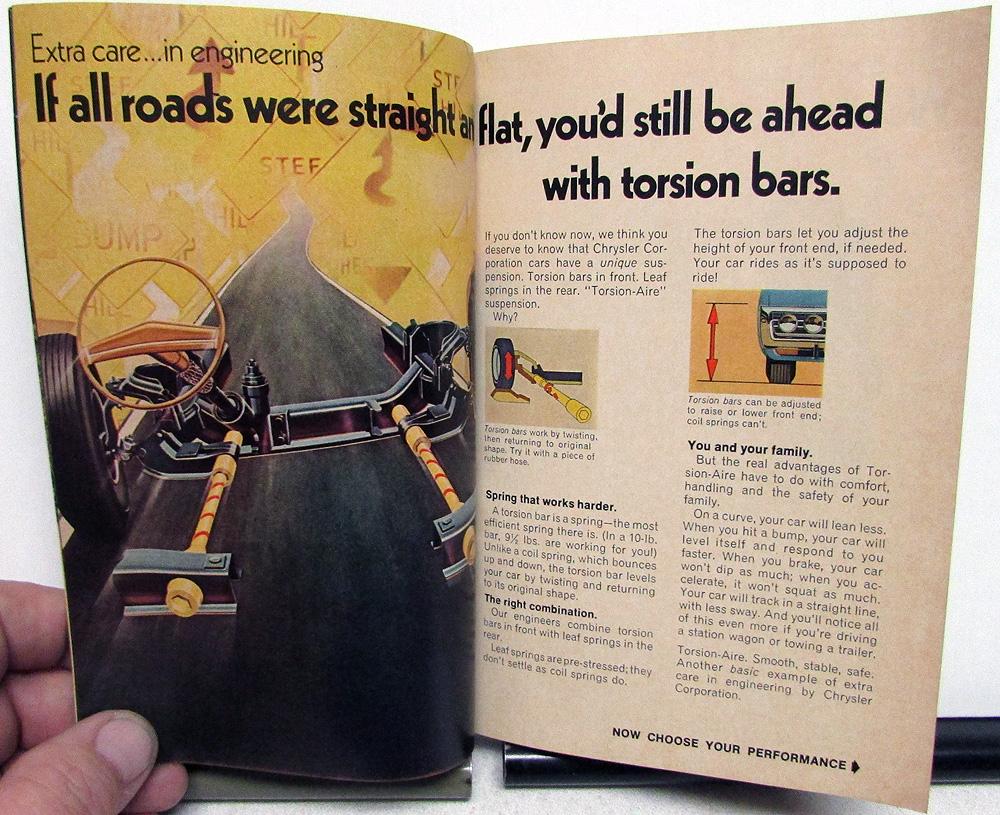 Extra care...in engineering
If all roads were straight an
STEF
STEF
HIL
HIL
BUMP
HIL
flat, you'd still be ahead
with torsion bars.
If you don't know now, we think you
deserve to know that Chrysler Cor-
poration cars have a unique sus-
pension. Torsion bars in front. Leaf
springs in the rear. "Torsion-Aire"
suspension.
Why?
Torsion bars work by twisting,
then returning to original
shape. Try it with a piece of
rubber hose.
Spring that works harder.
A torsion bar is a spring—the most
efficient spring there is. (In a 10-lb.
bar, 9½ lbs. are working for you!)
Unlike a coil spring, which bounces
up and down, the torsion bar levels
your car by twisting and returning
to its original shape.
The right combination.
Our engineers combine torsion
bars in front with leaf springs in the
rear.
Leaf springs are pre-stressed; they
don't settle as coil springs do.
The torsion bars let you adjust the
height of your front end, if needed.
Your car rides as it's supposed to
ride!
Torsion bars can be adjusted
to raise or lower front end;
coil springs can't.
You and your family.
But the real advantages of Tor-
sion-Aire have to do with comfort,
handling and the safety of your
family.
On a curve, your car will lean less.
When you hit a bump, your car will
level itself and respond to you
faster. When you brake, your car
won't dip as much; when you ac-
celerate, it won't squat as much.
Your car will track in a straight line,
with less sway. And you'll notice all
of this even more if you're driving
a station wagon or towing a trailer.
Torsion-Aire. Smooth, stable, safe.
Another basic example of extra
care in engineering by Chrysler
Corporation.
NOW CHOOSE YOUR PERFORMANCE